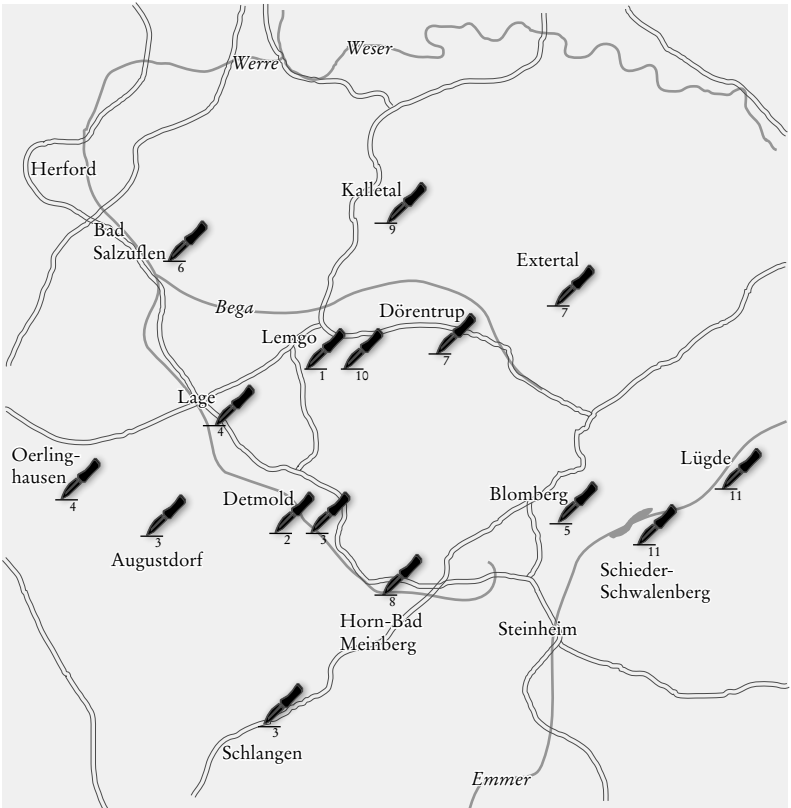 Weser
Werre
Herford
Kalletal
9
Bad
Salzuflen
6
Extertal
7
Bega
Dörentrup
7
Lemgo
1
10
Lage
4
Oerling-
hausen
4
Lügde
11
Detmold
2
3
Blomberg
5
3
Augustdorf
11
Schieder-
Schwalenberg
8
Horn-Bad
Meinberg
Steinheim
3
Schlangen
Emmer